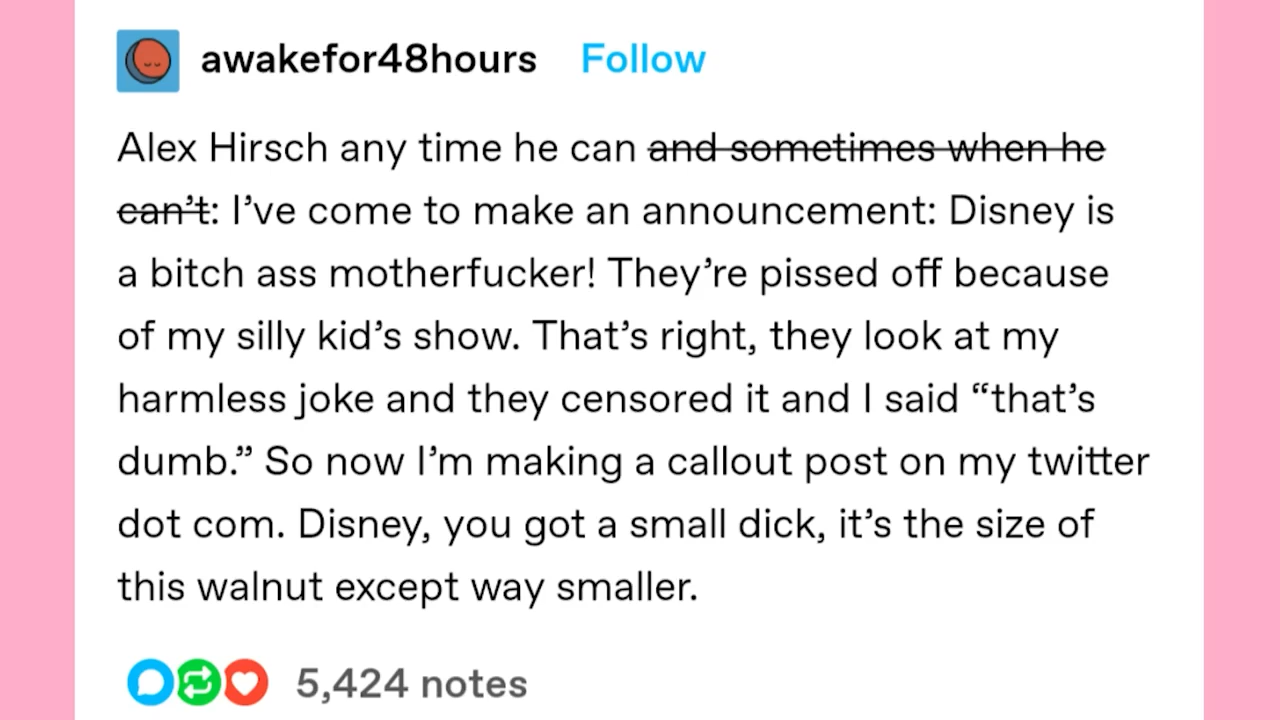 awakefor48hours Follow
Alex Hirsch any time he can and sometimes when he
can’t: I’ve come to make an announcement: Disney is
a bitch ass motherfucker! They’re pissed off because
of my silly kid’s show. That’s right, they look at my
harmless joke and they censored it and I said “that’s
dumb.” So now I’m making a callout post on my twitter
dot com. Disney, you got a small dick, it’s the size of
this walnut except way smaller.
5,424 notes